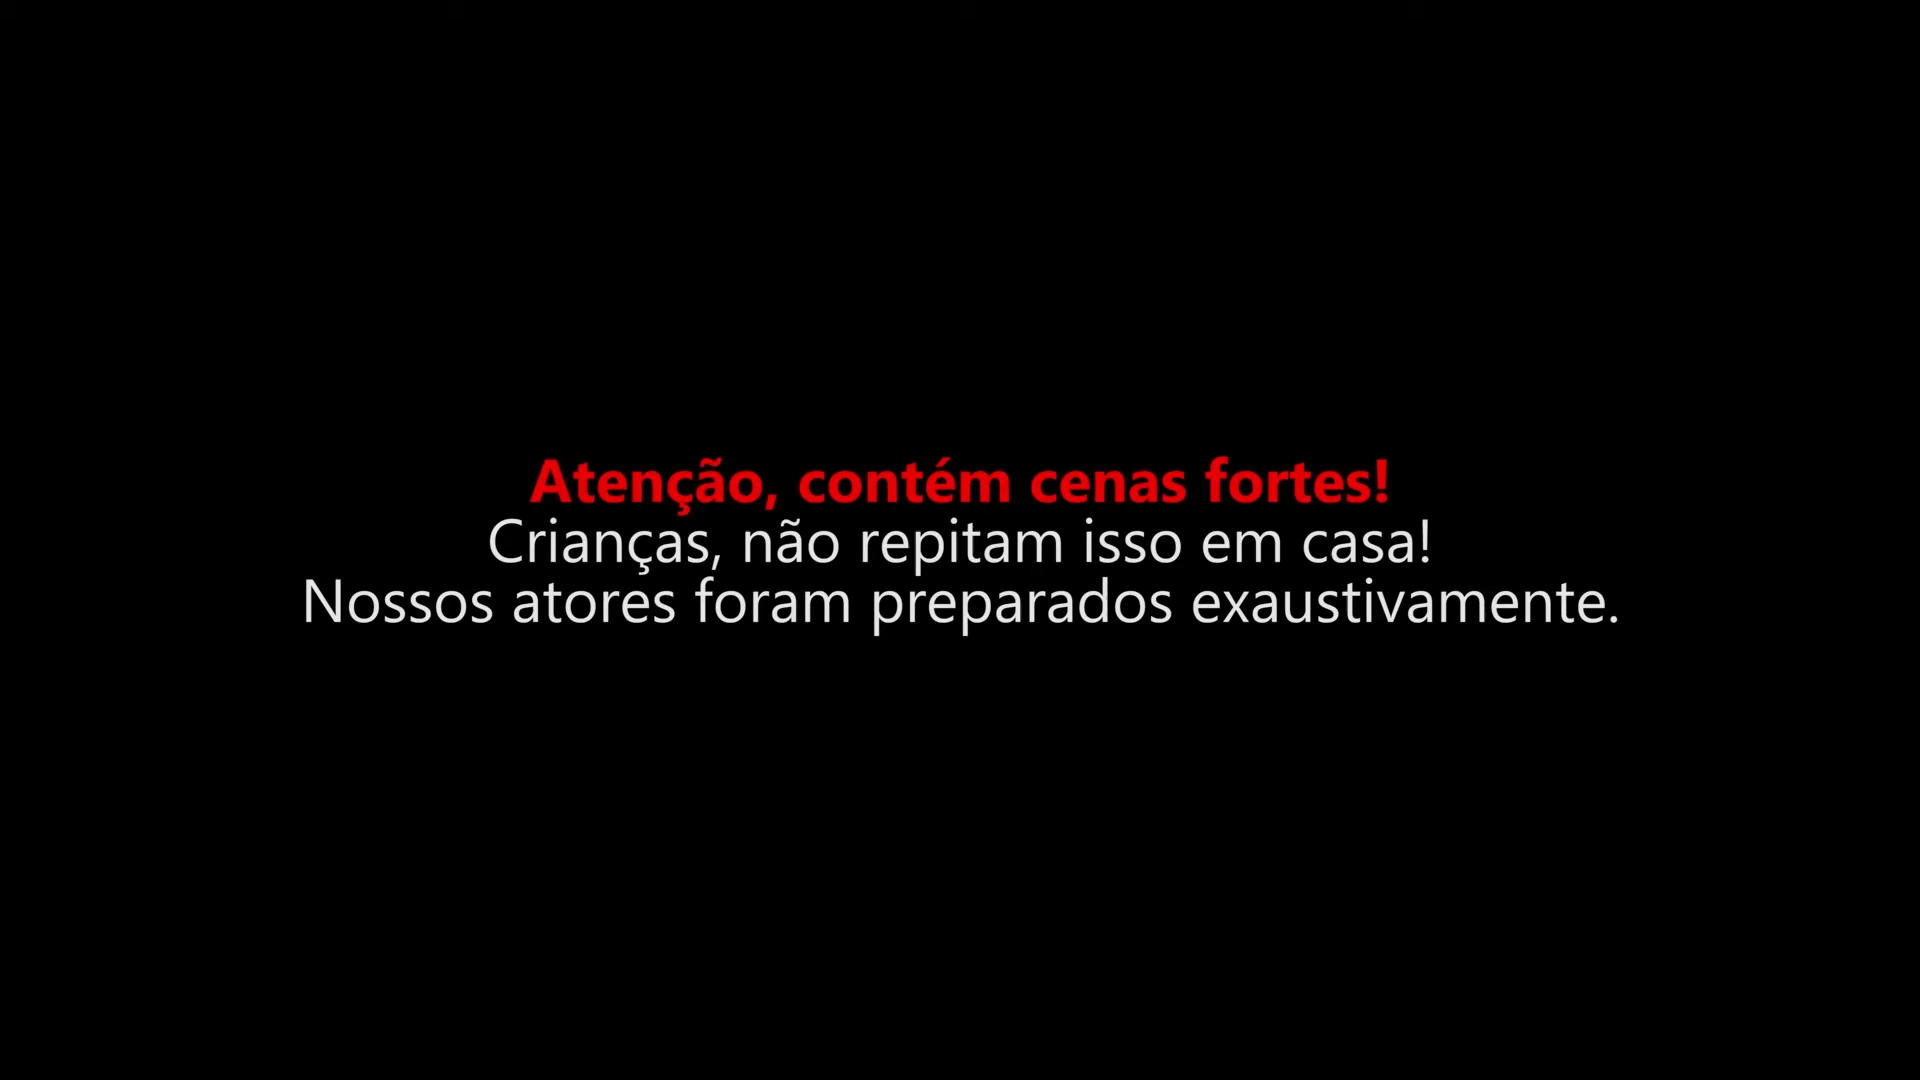 Atenção, contém cenas fortes!
Crianças, não repitam isso em casa!
Nossos atores foram preparados exaustivamente.